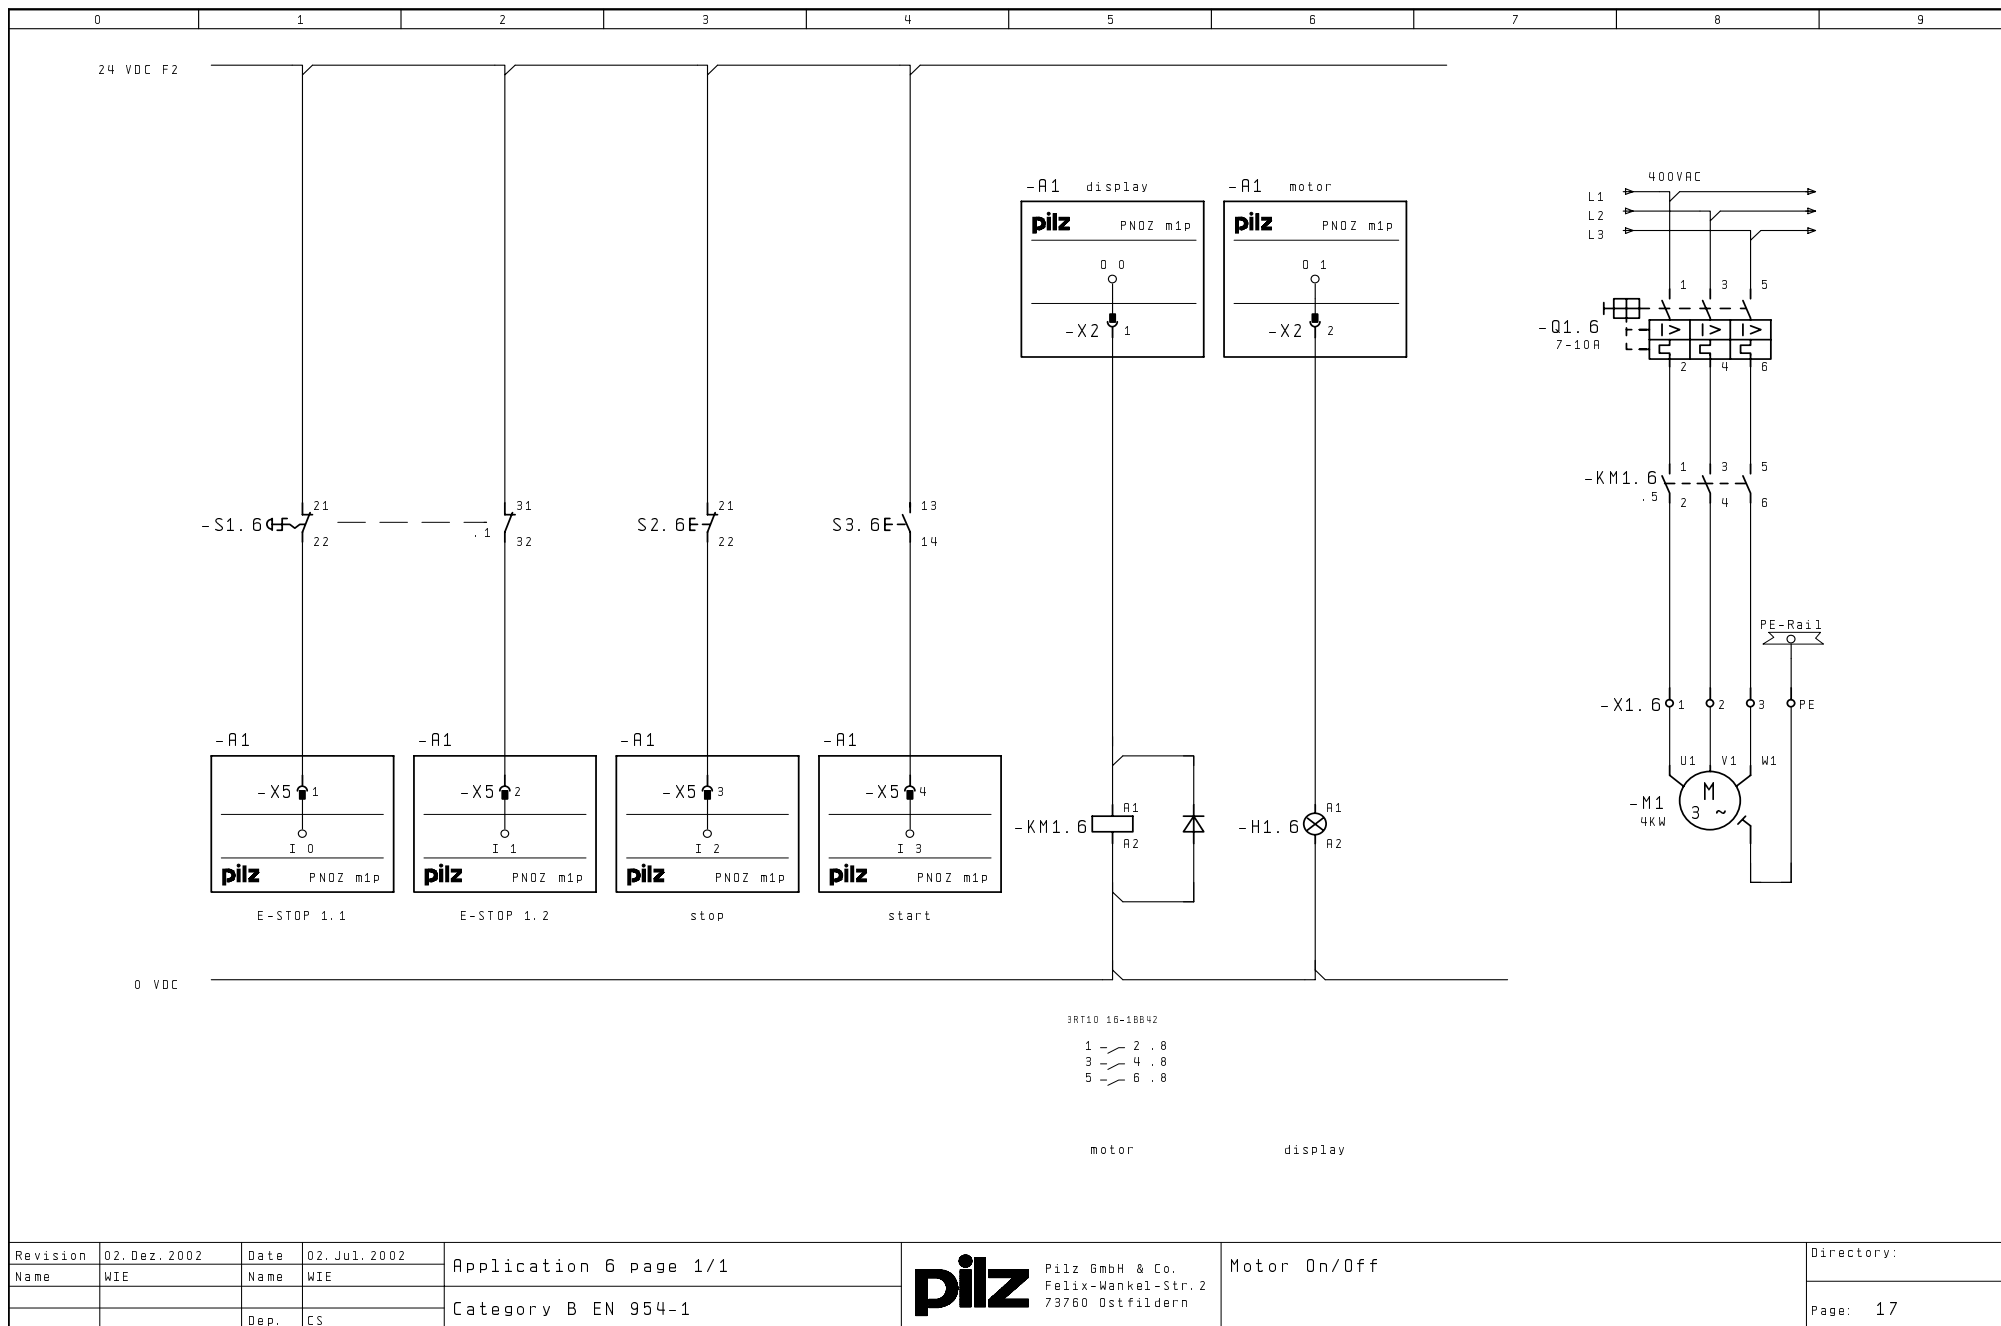 0 1 2 3 4 5 6 7 8 9
24 VDC F2
400VAC
-A1 display
-A1 motor
L1
L2
L3
pilz PNOZ m1p
pilz PNOZ m1p
O 0
O 1
1 3 5
-X2 1
-X2 2
-Q1.6
7-10A
I> I> I>
2 4 6
1 3 5
-KM1.6
.5
2 4 6
21
31
21
13
-S1.6
.1
S2.6
S3.6
22
32
22
14
PE-Rail
-X1.6 1 2 3 PE
-A1
-A1
-A1
-A1
U1 V1 W1
-X5 1
-X5 2
-X5 3
-X5 4
M
3 ~
-M1
4KW
A1
A1
-KM1.6
-H1.6
A2
A2
I 0
I 1
I 2
I 3
pilz PNOZ m1p
pilz PNOZ m1p
pilz PNOZ m1p
pilz PNOZ m1p
E-STOP 1.1
E-STOP 1.2
stop
start
0 VDC
3RT10 16-1BB42
1 2 .8
3 4 .8
5 6 .8
motor
display
Revision 02.Dez.2002 Date 02.Jul.2002
Name WIE Name WIE
Dep. CS
Application 6 page 1/1
Category B EN 954-1
pilz
Pilz GmbH & Co.
Felix-Wankel-Str.2
73760 Ostfildern
Motor On/Off
Directory:
Page: 17